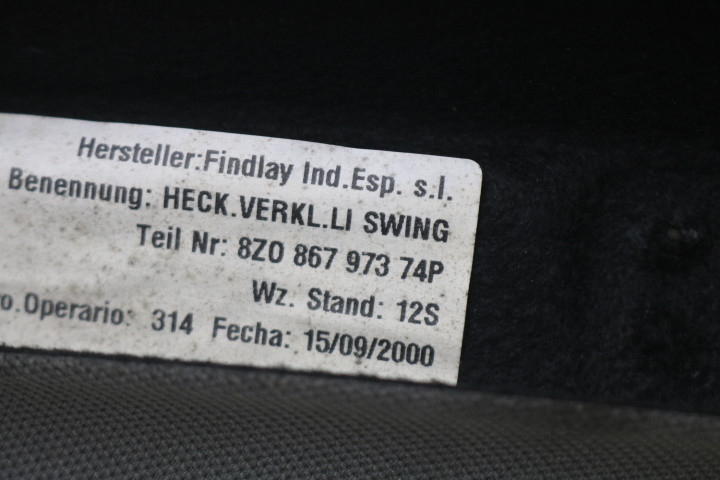 Hersteller:Findlay Ind.Esp. s.l.
Benennung: HECK.VERKL.LI SWING
Teil Nr: 8Z0 867 973 74P
Wz. Stand: 12S
o.Operario: 314 Fecha: 15/09/2000